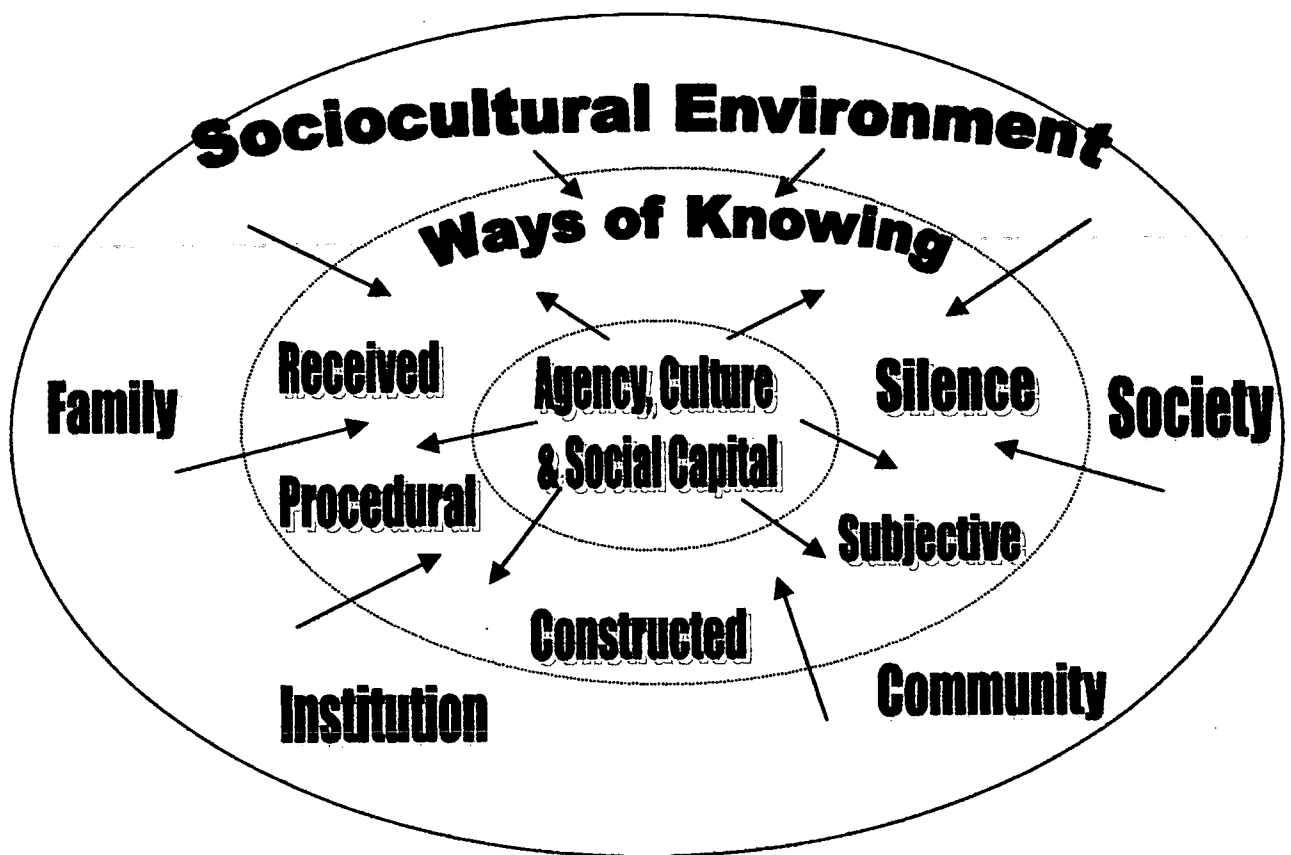 Sociocultural Environment
Ways of Knowing
Received
Agency, Culture
& Social Capital
Silence
Family
Society
Procedural
Subjective
Constructed
Institution
Community